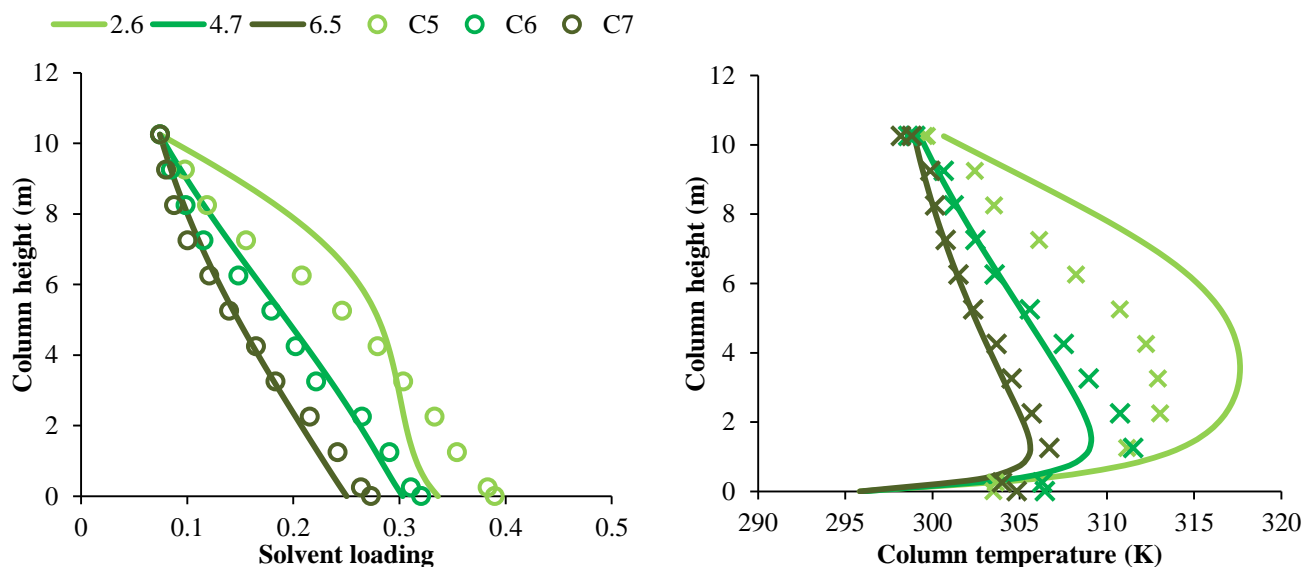 2.6 4.7 6.5 C5 C6 C7
12
10
8
6
4
2
0
Column height (m)
0 0.1 0.2 0.3 0.4 0.5
Solvent loading
12
10
8
6
4
2
0
Column height (m)
290 295 300 305 310 315 320
Column temperature (K)